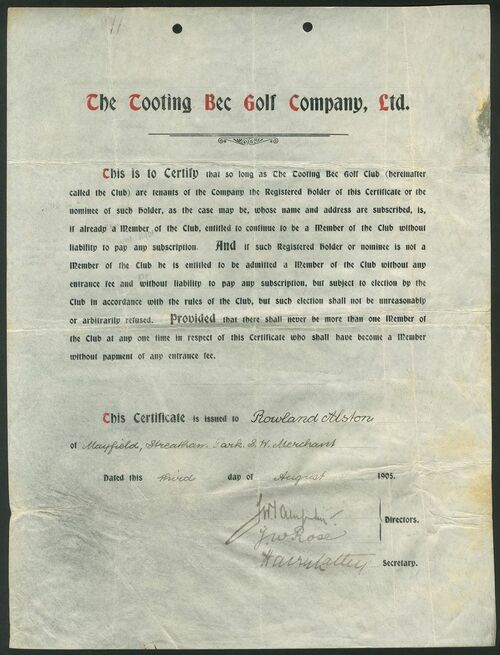 11
The Tooting Bec Golf Company, Ltd.
This is to Certify that so long as The Tooting Bec Golf Club (hereinafter
called the Club) are tenants of the Company the Registered holder of this Certificate or the
nominee of such holder, as the case may be, whose name and address are subscribed, is,
if already a Member of the Club, entitled to continue to be a Member of the Club without
liability to pay any subscription. And if such Registered holder or nominee is not a
Member of the Club he is entitled to be admitted a Member of the Club without any
entrance fee and without liability to pay any subscription, but subject to election by the
Club in accordance with the rules of the Club, but such election shall not be unreasonably
or arbitrarily refused. Provided that there shall never be more than one Member of
the Club at any one time in respect of this Certificate who shall have become a Member
without payment of any entrance fee.
This Certificate is issued to Rowland Alston
of Mayfield, Streatham Park S.W. Merchant
Dated this third day of August 1905.
Directors.
J.W. Rose
Secretary.